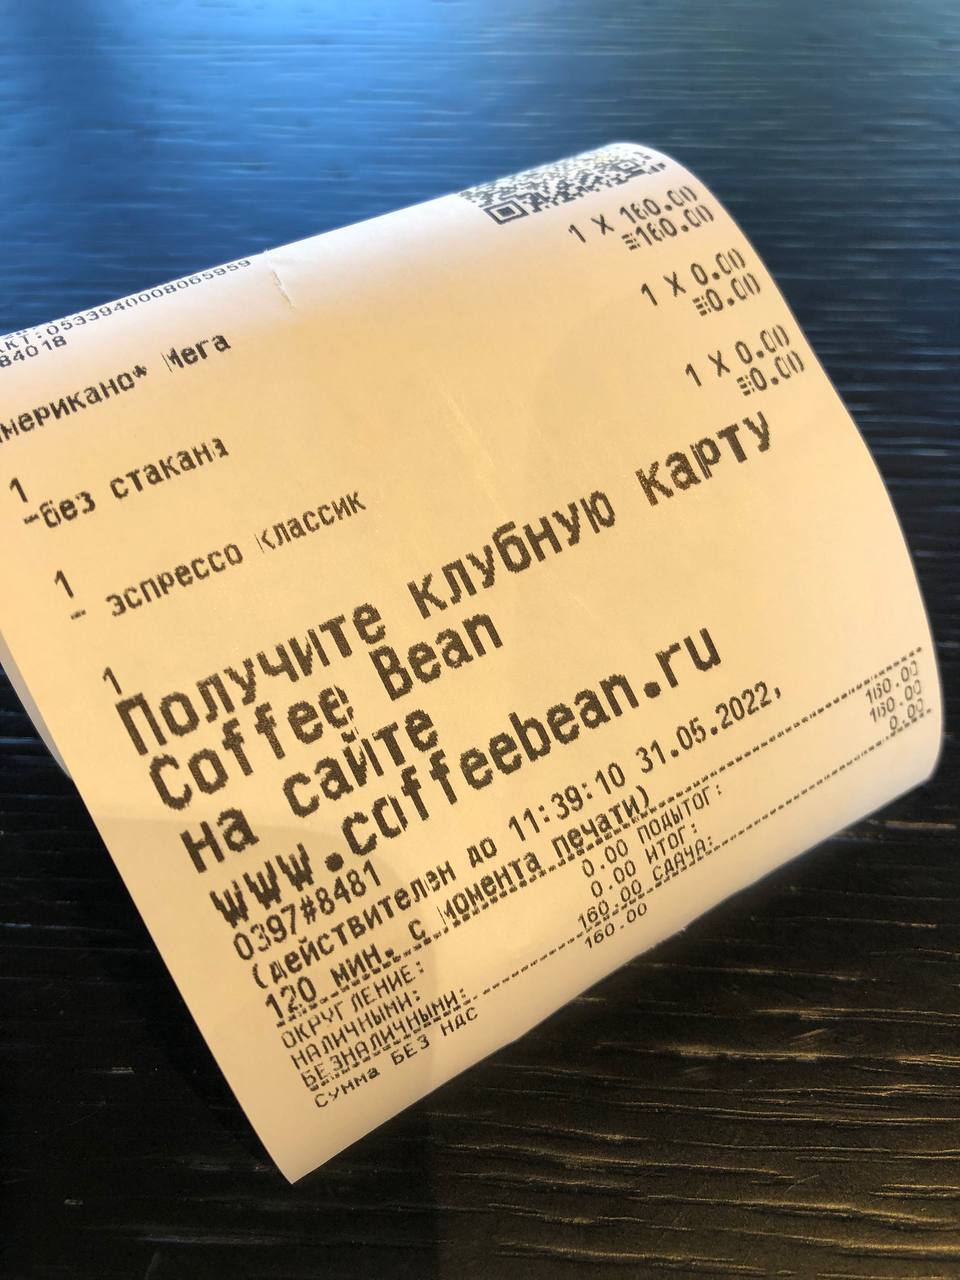 ККТ:0533940008065959
84018
мерикано* Мега
1 X 160.00
1 ≡160.00
-без стакана
1 X 0.00
1 ≡0.00
- эспрессо Классик
1 X 0.00
1 ≡0.00
Получите клубную карту
Coffee Bean
на сайте
www.coffeebean.ru
0397#8481
(действителен до 11:39:10 31.05.2022,
120 мин. с момента печати)
ОКРУГЛЕНИЕ: 0.00 ПОДЫТОГ: 160.00
НАЛИЧНЫМИ: 0.00 ИТОГ: 160.00
БЕЗНАЛИЧНЫМИ: 160.00 СДАЧА: 0.00
Сумма БЕЗ НДС 160.00